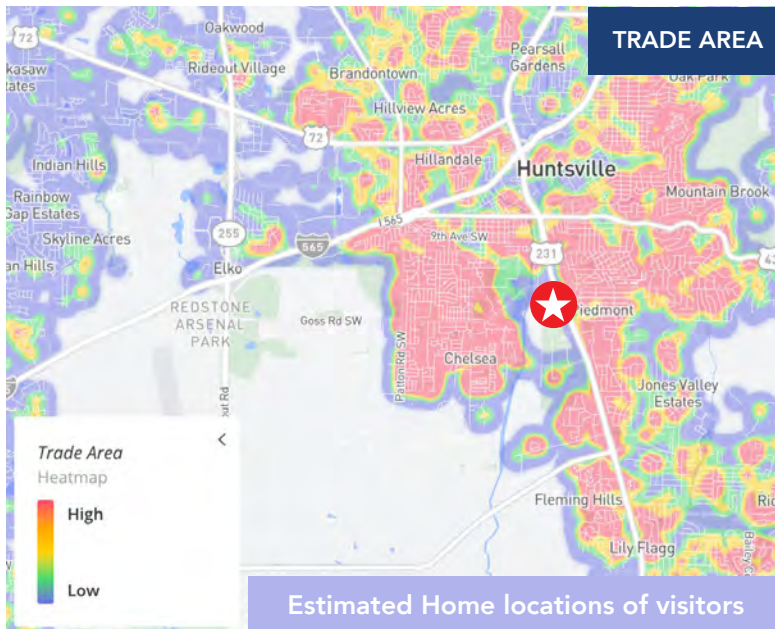 TRADE AREA
Oakwood
72
Pearsall
Gardens
kasaw
tates
Rideout Village
Brandontown
Oak Park
Hillview Acres
72
Hillandale
Indian Hills
Huntsville
Rainbow
Gap Estates
Mountain Brook
I 565
255
9th Ave SW
Skyline Acres
565
231
an Hills
Elko
REDSTONE
ARSENAL
PARK
Goss Rd SW
Piedmont
Patton Rd SW
Chelsea
Jones Valley
Estates
out Rd
Trade Area
Heatmap
High
Low
Fleming Hills
Lily Flagg
Estimated Home locations of visitors